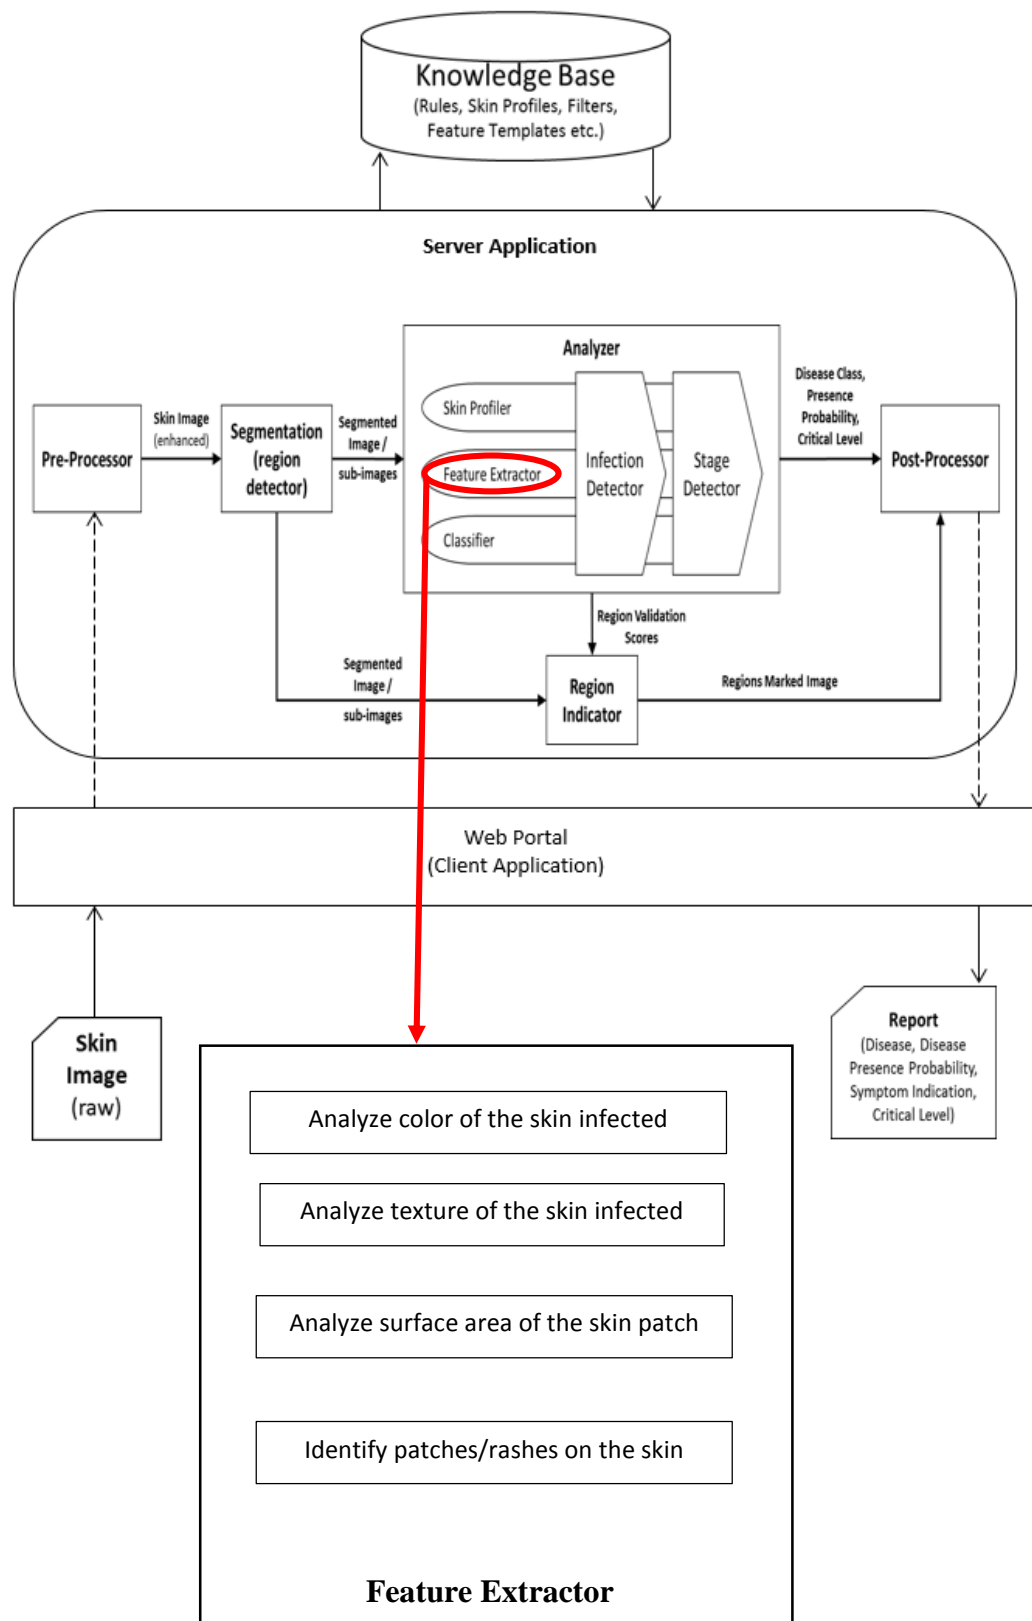 Knowledge Base
(Rules, Skin Profiles, Filters,
Feature Templates etc.)
Server Application
Analyzer
Skin Profiler
Feature Extractor
Classifier
Infection
Detector
Stage
Detector
Pre-Processor
Skin Image
(enhanced)
Segmentation
(region
detector)
Segmented
Image /
sub-images
Disease Class,
Presence
Probability,
Critical Level
Post-Processor
Region Validation
Scores
Segmented
Image /
sub-images
Region
Indicator
Regions Marked Image
Web Portal
(Client Application)
Skin
Image
(raw)
Report
(Disease, Disease
Presence Probability,
Symptom Indication,
Critical Level)
Analyze color of the skin infected
Analyze texture of the skin infected
Analyze surface area of the skin patch
Identify patches/rashes on the skin
Feature Extractor